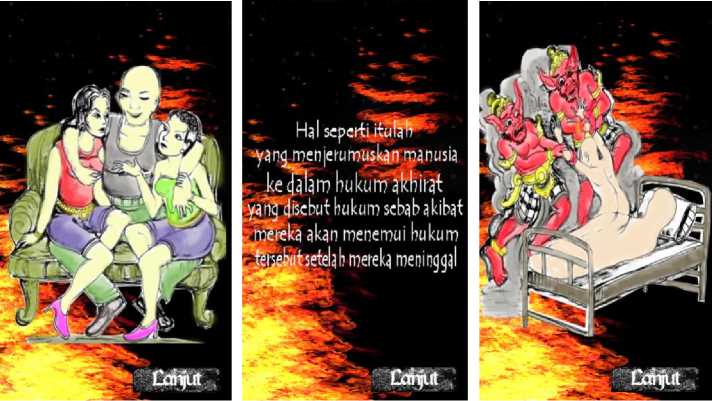 Lanjut
Hal seperti itulah
yang menjerumuskan manusia
ke dalam hukum akhirat
yang disebut hukum sebab akibat
mereka akan menemui hukum
tersebut setelah mereka meninggal
Lanjut
Lanjut